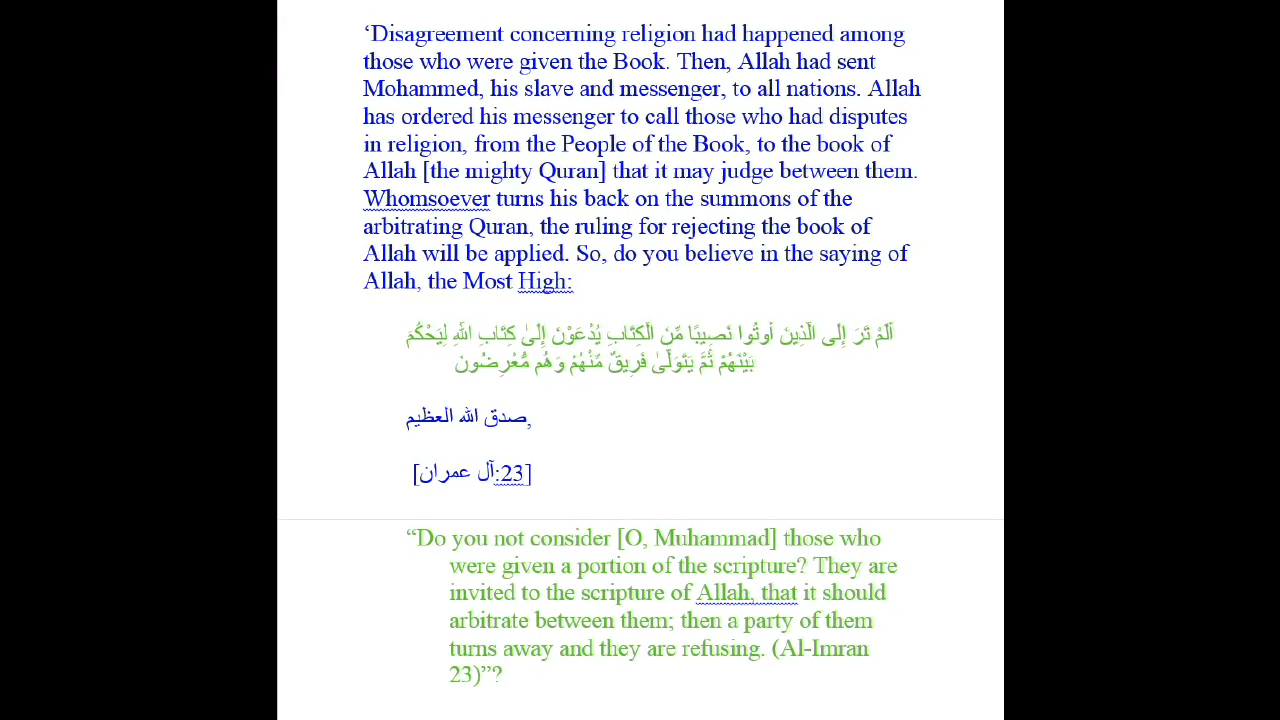 ‘Disagreement concerning religion had happened among
those who were given the Book. Then, Allah had sent
Mohammed, his slave and messenger, to all nations. Allah
has ordered his messenger to call those who had disputes
in religion, from the People of the Book, to the book of
Allah [the mighty Quran] that it may judge between them.
Whomsoever turns his back on the summons of the
arbitrating Quran, the ruling for rejecting the book of
Allah will be applied. So, do you believe in the saying of
Allah, the Most High:
أَلَمْ تَرَ إِلَى الَّذِينَ أُوتُوا نَصِيبًا مِّنَ الْكِتَابِ يُدْعَوْنَ إِلَىٰ كِتَابِ اللَّهِ لِيَحْكُمَ
بَيْنَهُمْ ثُمَّ يَتَوَلَّىٰ فَرِيقٌ مِّنْهُمْ وَهُم مُّعْرِضُونَ
صدق الله العظيم,
[آل عمران:23]
“Do you not consider [O, Muhammad] those who
were given a portion of the scripture? They are
invited to the scripture of Allah, that it should
arbitrate between them; then a party of them
turns away and they are refusing. (Al-Imran
23)”?